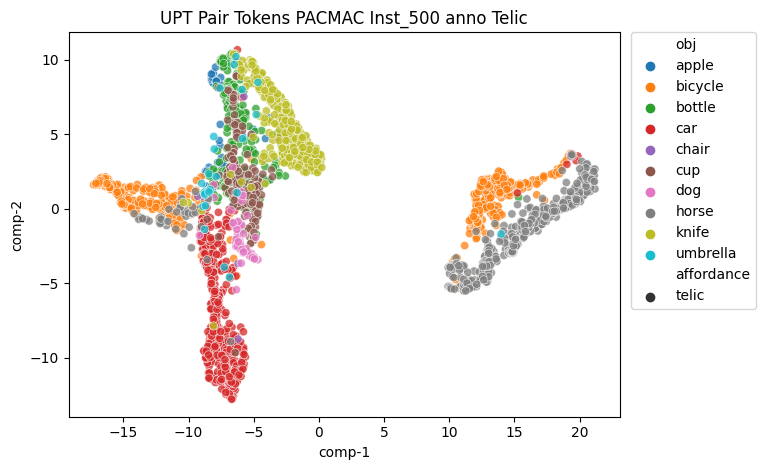 UPT Pair Tokens PACMAC Inst_500 anno Telic
10
5
0
−5
−10
comp-2
−15
−10
−5
0
5
10
15
20
comp-1
obj
apple
bicycle
bottle
car
chair
cup
dog
horse
knife
umbrella
affordance
telic